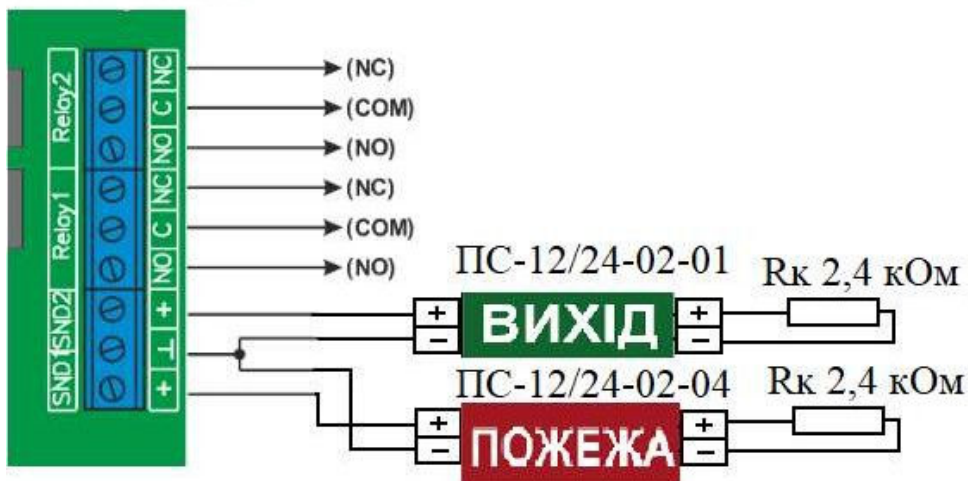 Relay2
NC
C
NO
(NC)
(COM)
(NO)
Relay1
NC
C
NO
(NC)
(COM)
(NO)
SND1
SND2
+
⊥
+
ПС-12/24-02-01
Rк 2,4 кОм
+
ВИХІД
+
−
−
ПС-12/24-02-04
Rк 2,4 кОм
+
ПОЖЕЖА
+
−
−